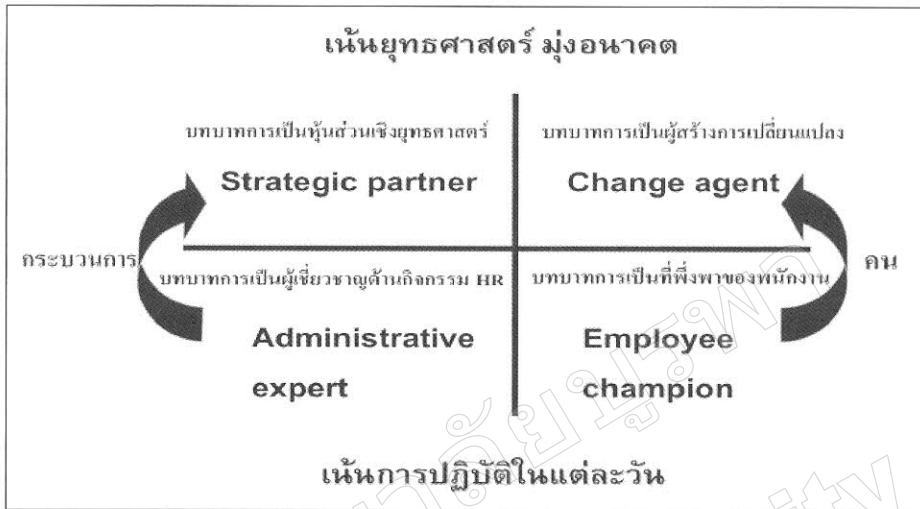 เน้นยุทธศาสตร์ มุ่งอนาคต
บทบาทการเป็นหุ้นส่วนเชิงยุทธศาสตร์
บทบาทการเป็นผู้สร้างการเปลี่ยนแปลง
Strategic partner
Change agent
กระบวนการ
คน
บทบาทการเป็นผู้เชี่ยวชาญด้านกิจกรรม HR
บทบาทการเป็นที่พึ่งพาของพนักงาน
Administrative
expert
Employee
champion
เน้นการปฏิบัติในแต่ละวัน